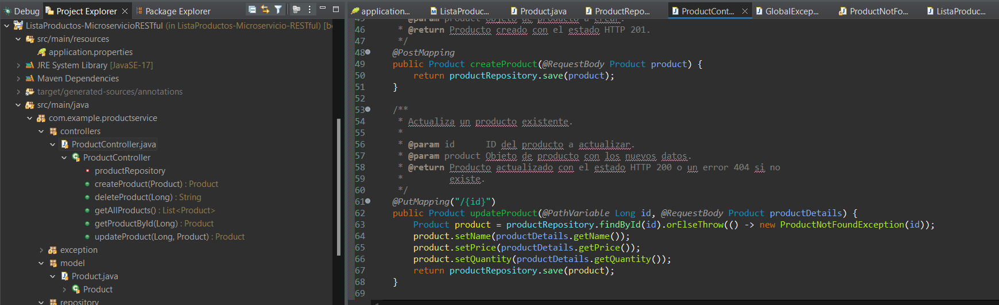 Debug
Project Explorer
Package Explorer
ListaProductos-MicroservicioRESTful (in ListaProductos-Microservicio-RESTful) [b
src/main/resources
application.properties
JRE System Library [JavaSE-17]
Maven Dependencies
target/generated-sources/annotations
src/main/java
com.example.productservice
controllers
ProductController.java
ProductController
productRepository
createProduct(Product) : Product
deleteProduct(Long) : String
getAllProducts() : List<Product>
getProductById(Long) : Product
updateProduct(Long, Product) : Product
exception
model
Product.java
Product
repository
application...
ListaProduc...
Product.java
ProductRepo...
ProductCont...
GlobalExcep...
ProductNotFo...
ListaProduc...
45 * @param product Objeto de producto a crear.
46 * @return Producto creado con el estado HTTP 201.
47 */
48 @PostMapping
49 public Product createProduct(@RequestBody Product product) {
50 return productRepository.save(product);
51 }
52
53 /**
54 * Actualiza un producto existente.
55 *
56 * @param id ID del producto a actualizar.
57 * @param product Objeto de producto con los nuevos datos.
58 * @return Producto actualizado con el estado HTTP 200 o un error 404 si no
59 * existe.
60 */
61 @PutMapping("/{id}")
62 public Product updateProduct(@PathVariable Long id, @RequestBody Product productDetails) {
63 Product product = productRepository.findById(id).orElseThrow(() -> new ProductNotFoundException(id));
64 product.setName(productDetails.getName());
65 product.setPrice(productDetails.getPrice());
66 product.setQuantity(productDetails.getQuantity());
67 return productRepository.save(product);
68 }
69